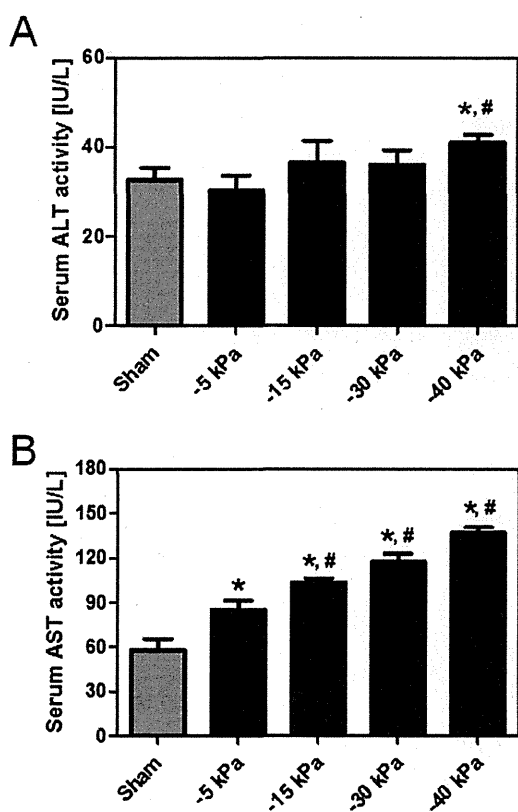 A
Serum ALT activity [IU/L]
60
40
20
0
*, #
Sham
-5 kPa
-15 kPa
-30 kPa
-40 kPa
B
Serum AST activity [IU/L]
180
150
120
90
60
30
0
*
*, #
*, #
*, #
Sham
-5 kPa
-15 kPa
-30 kPa
-40 kPa